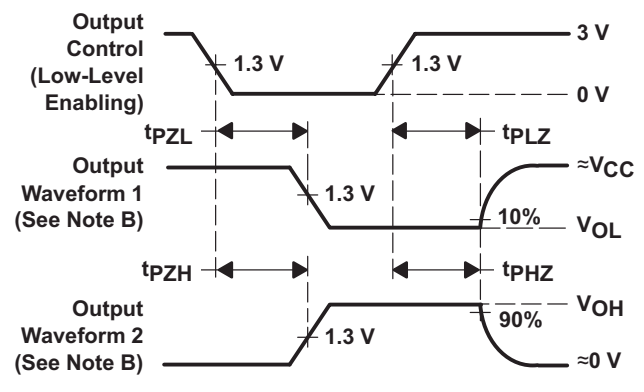 Output
Control
(Low-Level
Enabling)
1.3 V
1.3 V
3 V
0 V
tPZL
tPLZ
Output
Waveform 1
(See Note B)
1.3 V
10%
≈VCC
VOL
tPZH
tPHZ
Output
Waveform 2
(See Note B)
1.3 V
90%
VOH
≈0 V